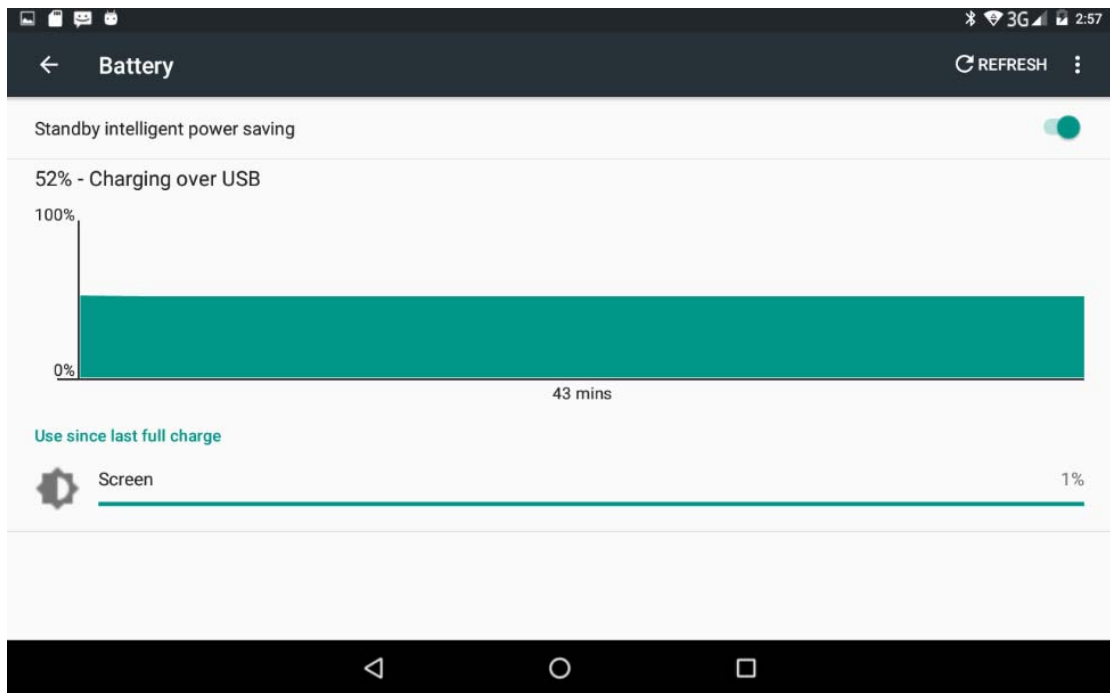 3G 2:57
Battery REFRESH
Standby intelligent power saving
52% - Charging over USB
100%
0%
43 mins
Use since last full charge
Screen 1%